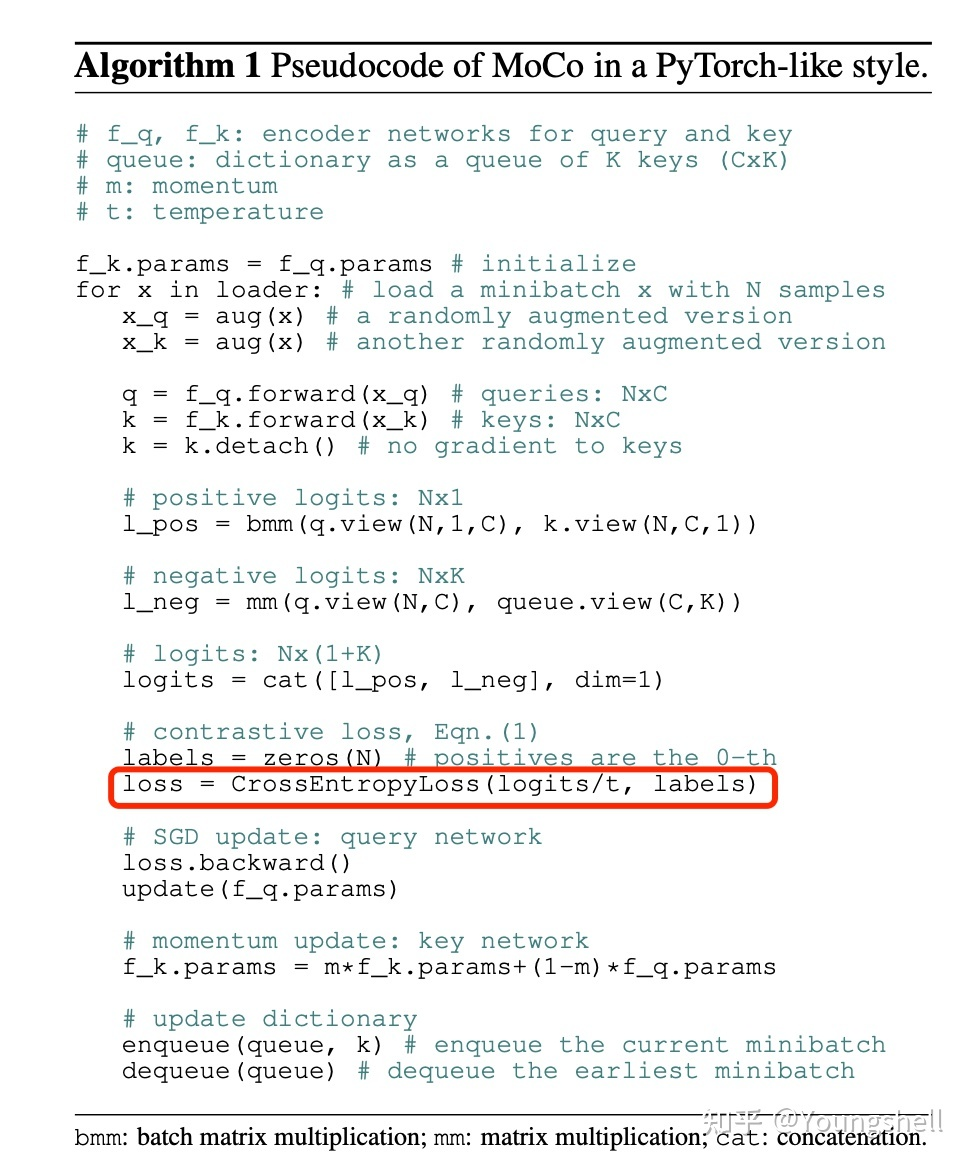 Algorithm 1 Pseudocode of MoCo in a PyTorch-like style.
# f_q, f_k: encoder networks for query and key
# queue: dictionary as a queue of K keys (CxK)
# m: momentum
# t: temperature
f_k.params = f_q.params # initialize
for x in loader: # load a minibatch x with N samples
x_q = aug(x) # a randomly augmented version
x_k = aug(x) # another randomly augmented version
q = f_q.forward(x_q) # queries: NxC
k = f_k.forward(x_k) # keys: NxC
k = k.detach() # no gradient to keys
# positive logits: Nx1
l_pos = bmm(q.view(N,1,C), k.view(N,C,1))
# negative logits: NxK
l_neg = mm(q.view(N,C), queue.view(C,K))
# logits: Nx(1+K)
logits = cat([l_pos, l_neg], dim=1)
# contrastive loss, Eqn.(1)
labels = zeros(N) # positives are the 0-th
loss = CrossEntropyLoss(logits/t, labels)
# SGD update: query network
loss.backward()
update(f_q.params)
# momentum update: key network
f_k.params = m*f_k.params+(1-m)*f_q.params
# update dictionary
enqueue(queue, k) # enqueue the current minibatch
dequeue(queue) # dequeue the earliest minibatch
知乎 @Youngshell
bmm: batch matrix multiplication; mm: matrix multiplication; cat: concatenation.